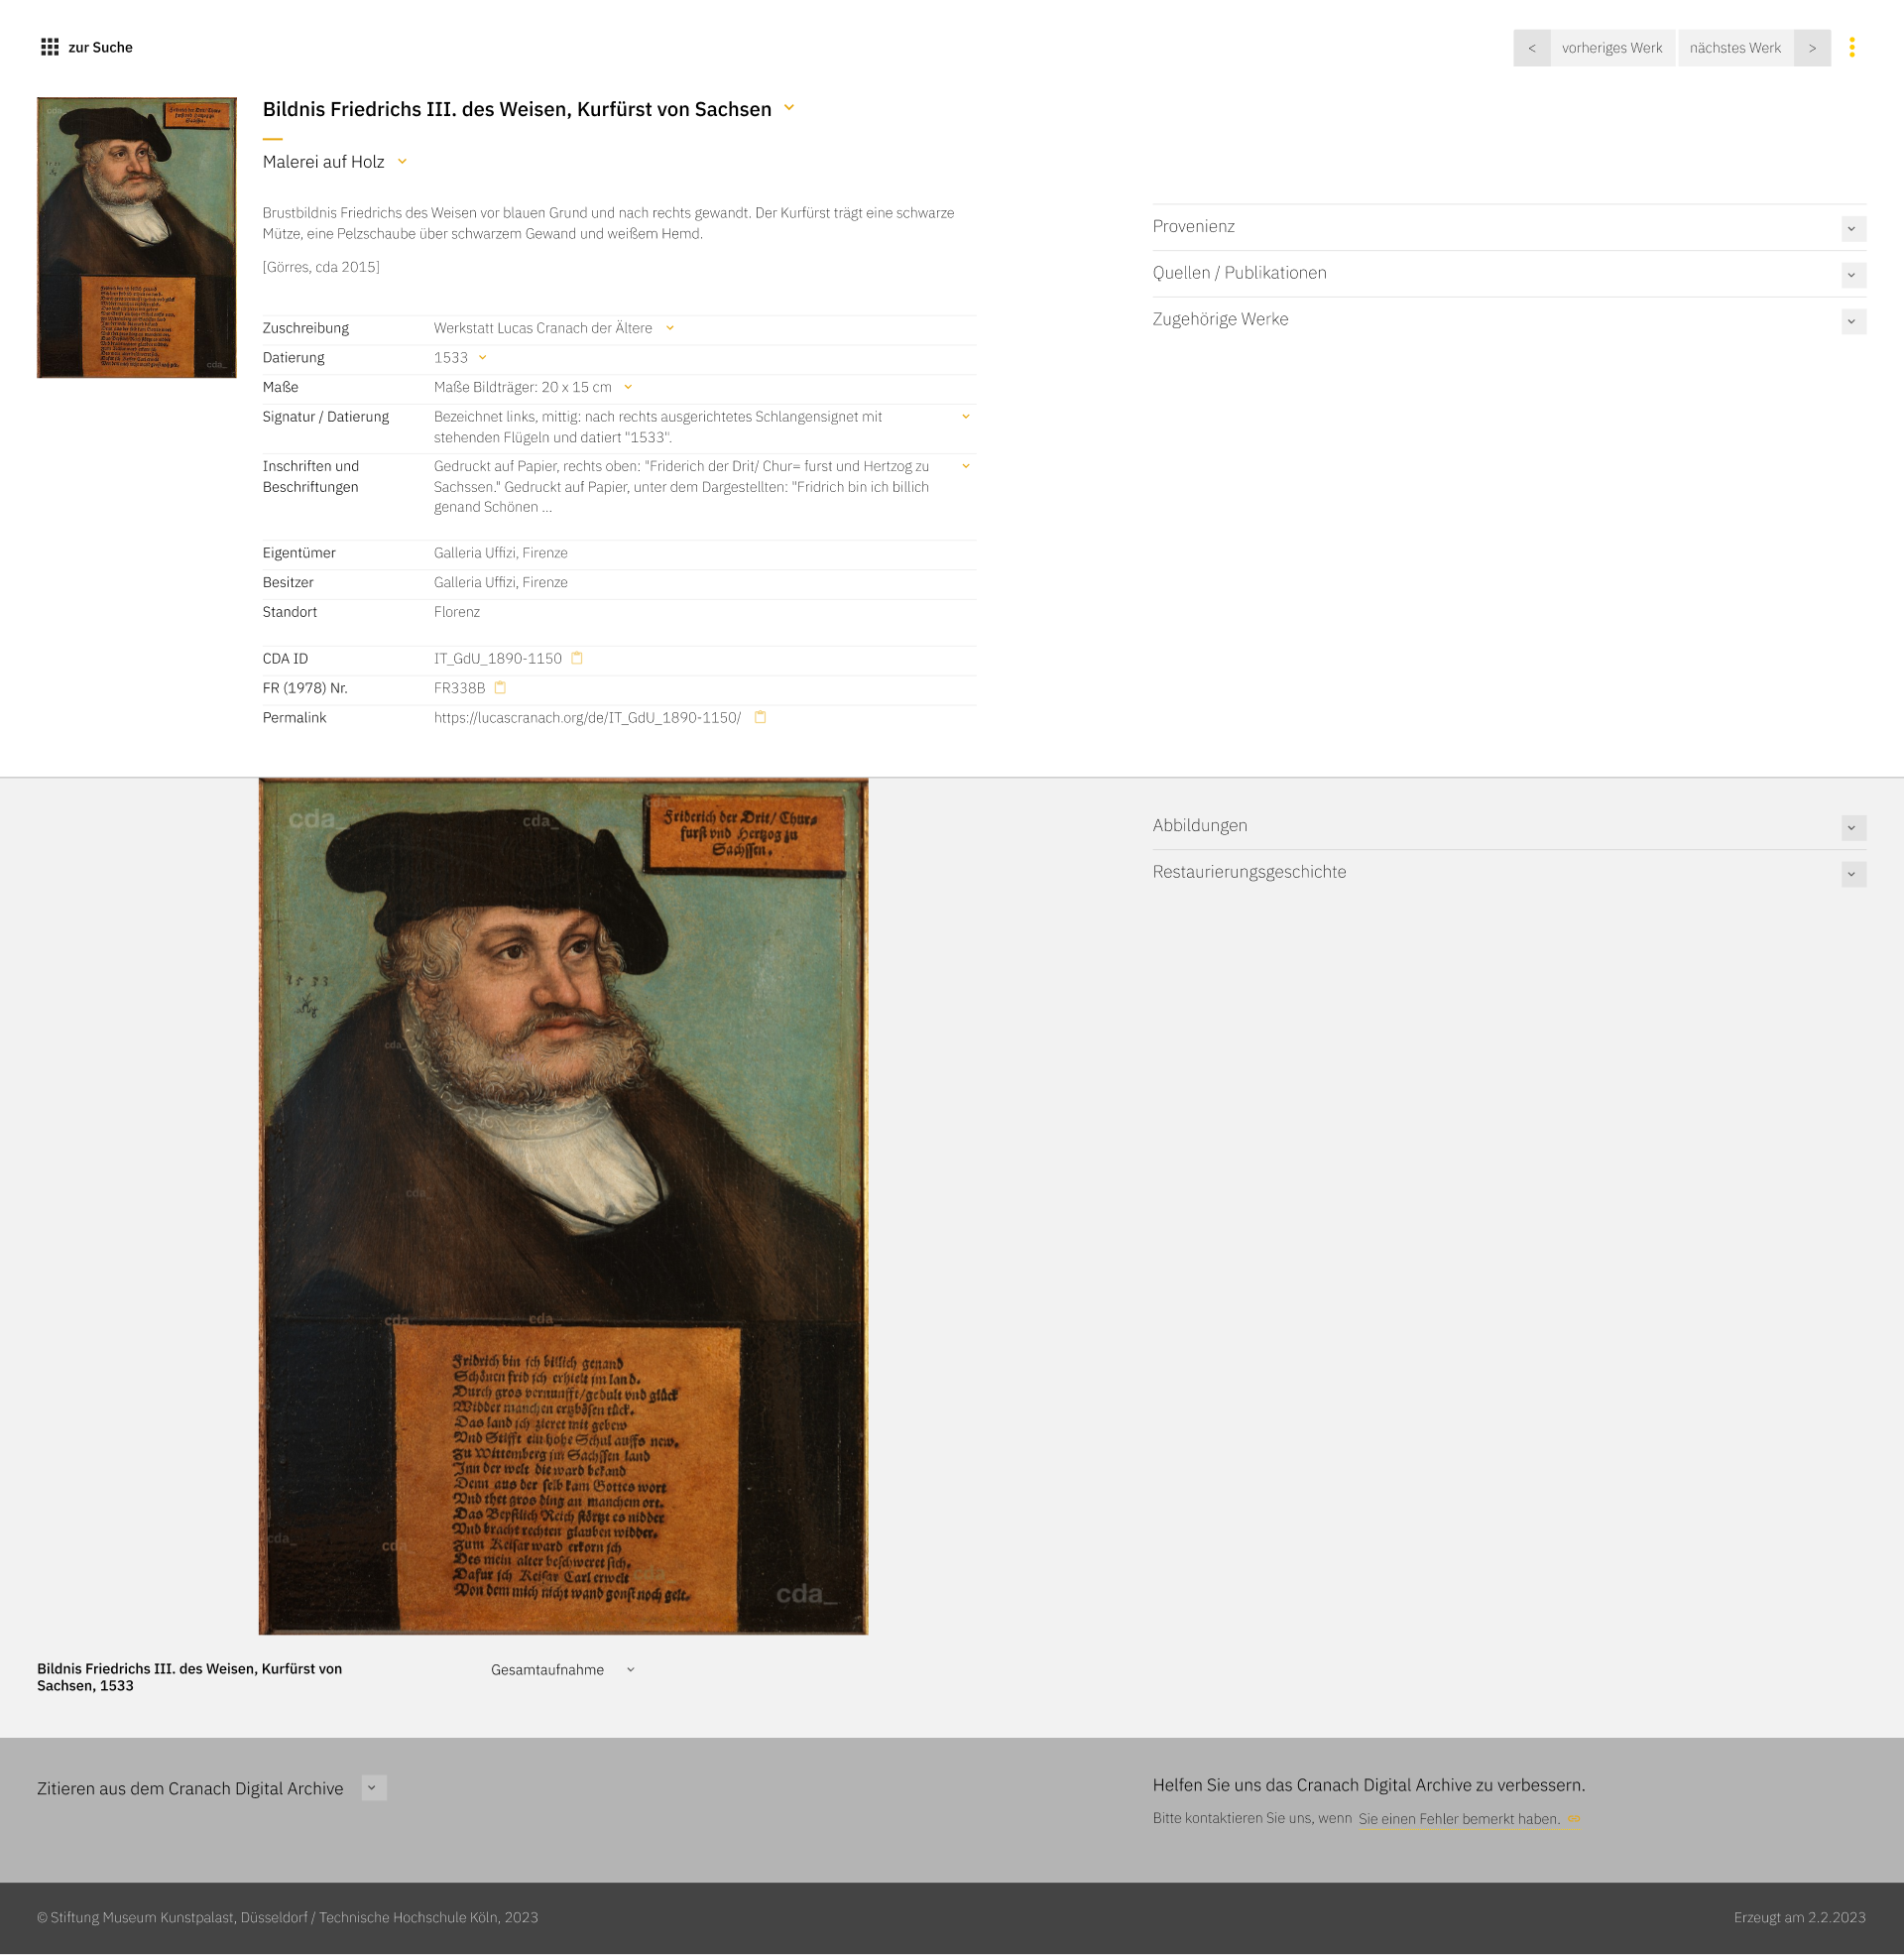 zur Suche
< vorheriges Werk nächstes Werk >
Bildnis Friedrichs III. des Weisen, Kurfürst von Sachsen
Malerei auf Holz
Brustbildnis Friedrichs des Weisen vor blauen Grund und nach rechts gewandt. Der Kurfürst trägt eine schwarze
Mütze, eine Pelzschaube über schwarzem Gewand und weißem Hemd.
[Görres, cda 2015]
Zuschreibung Werkstatt Lucas Cranach der Ältere
Datierung 1533
Maße Maße Bildträger: 20 x 15 cm
Signatur / Datierung Bezeichnet links, mittig: nach rechts ausgerichtetes Schlangensignet mit
stehenden Flügeln und datiert "1533".
Inschriften und Gedruckt auf Papier, rechts oben: "Friderich der Drit/ Chur= furst und Hertzog zu
Beschriftungen Sachssen." Gedruckt auf Papier, unter dem Dargestellten: "Fridrich bin ich billich
genand Schönen ...
Eigentümer Galleria Uffizi, Firenze
Besitzer Galleria Uffizi, Firenze
Standort Florenz
CDA ID IT_GdU_1890-1150
FR (1978) Nr. FR338B
Permalink https://lucascranach.org/de/IT_GdU_1890-1150/
Provenienz
Quellen / Publikationen
Zugehörige Werke
cda_
cda_
Friderich der Drit/ Chur=
furst vnd Hertzog zu
Sachssen.
1533
Fridrich bin ich billich genand
Schönen frid ich erhielt jm land.
Durch gros vernunfft/gedult vnd glück
Widder manchen ertzbösen tück.
Das land ich zieret mit gebew
Vnd Stifft ein hohe Schul auffs new.
Zu Wittemberg jm Sachssen land
Jnn der welt die ward bekand
Denn aus der selb kam Gottes wort
Vnd thet gros ding an manchem ort.
Das Bepstlich Reich störtzt es nidder
Vnd bracht rechten glauben widder.
Zum Keisar ward erkorn ich
Des mein alter beschweret sich.
Dafur ich Keisar Carl erwelt
Von dem mich nicht wand gonst noch gelt.
cda_
Abbildungen
Restaurierungsgeschichte
Bildnis Friedrichs III. des Weisen, Kurfürst von
Sachsen, 1533
Gesamtaufnahme
Zitieren aus dem Cranach Digital Archive
Helfen Sie uns das Cranach Digital Archive zu verbessern.
Bitte kontaktieren Sie uns, wenn Sie einen Fehler bemerkt haben.
© Stiftung Museum Kunstpalast, Düsseldorf / Technische Hochschule Köln, 2023
Erzeugt am 2.2.2023